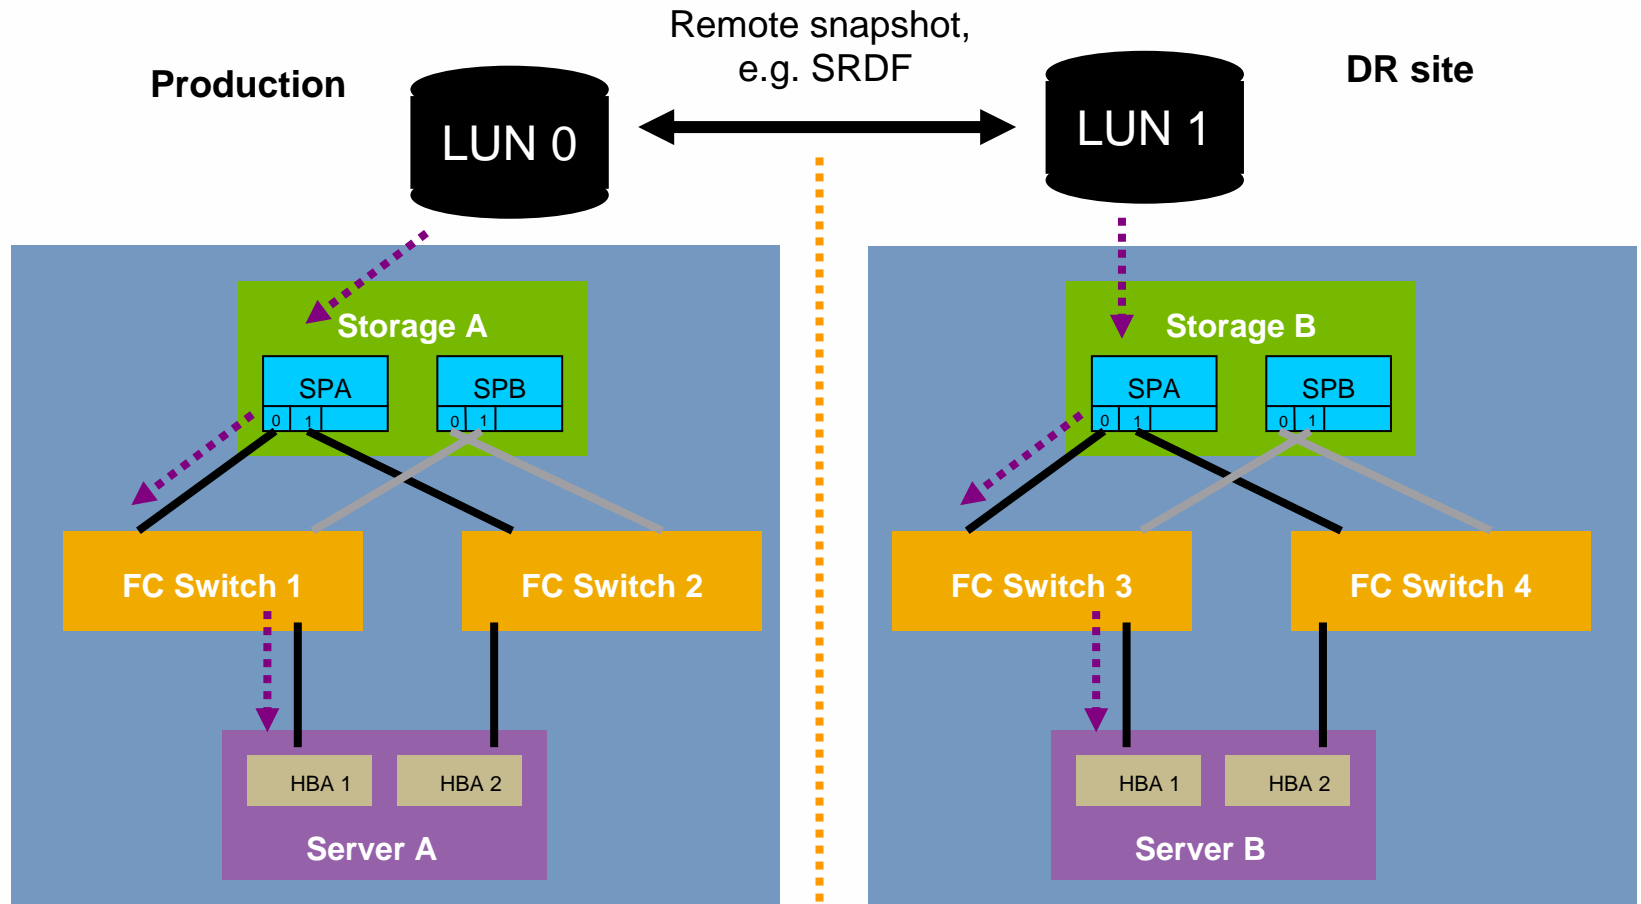 Remote snapshot,
e.g. SRDF
Production
DR site
LUN 0
LUN 1
Storage A
SPA
SPB
0 1
0 1
FC Switch 1
FC Switch 2
HBA 1
HBA 2
Server A
Storage B
SPA
SPB
0 1
0 1
FC Switch 3
FC Switch 4
HBA 1
HBA 2
Server B